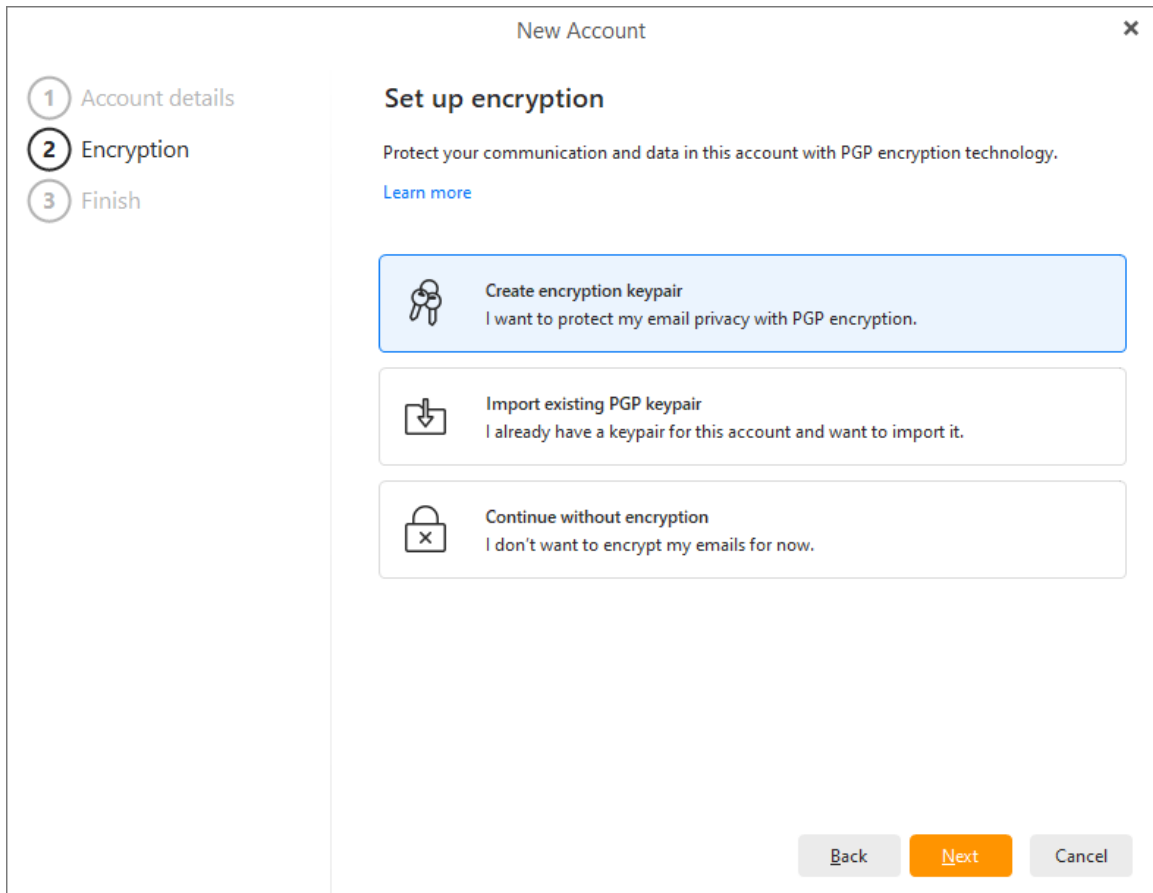 New Account
1 Account details
2 Encryption
3 Finish
Set up encryption
Protect your communication and data in this account with PGP encryption technology.
Learn more
Create encryption keypair
I want to protect my email privacy with PGP encryption.
Import existing PGP keypair
I already have a keypair for this account and want to import it.
Continue without encryption
I don't want to encrypt my emails for now.
Back Next Cancel